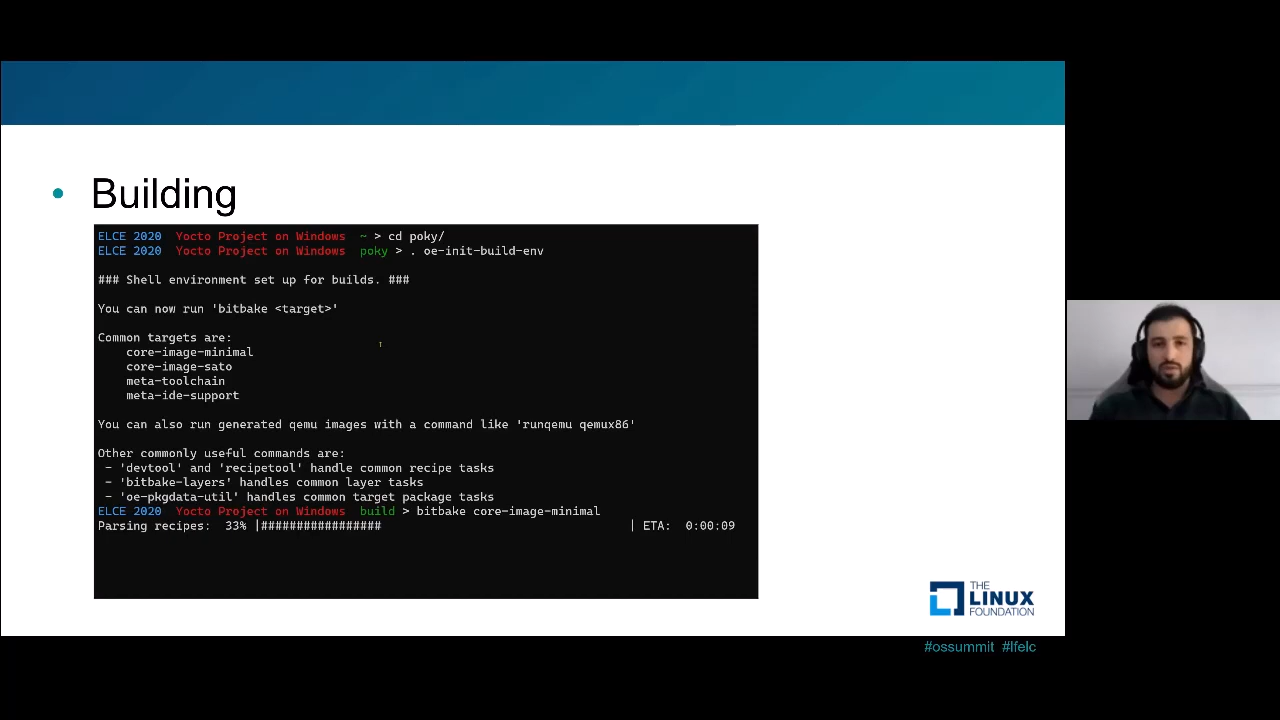 • Building
ELCE 2020  Yocto Project on Windows  ~ > cd poky/
ELCE 2020  Yocto Project on Windows  poky > . oe-init-build-env
### Shell environment set up for builds. ###
You can now run 'bitbake <target>'
Common targets are:
    core-image-minimal
    core-image-sato
    meta-toolchain
    meta-ide-support
You can also run generated qemu images with a command like 'runqemu qemux86'
Other commonly useful commands are:
 - 'devtool' and 'recipetool' handle common recipe tasks
 - 'bitbake-layers' handles common layer tasks
 - 'oe-pkgdata-util' handles common target package tasks
ELCE 2020  Yocto Project on Windows  build > bitbake core-image-minimal
Parsing recipes:  33% |#################                                   | ETA:  0:00:09
THE
LINUX
FOUNDATION
#ossummit #lfelc